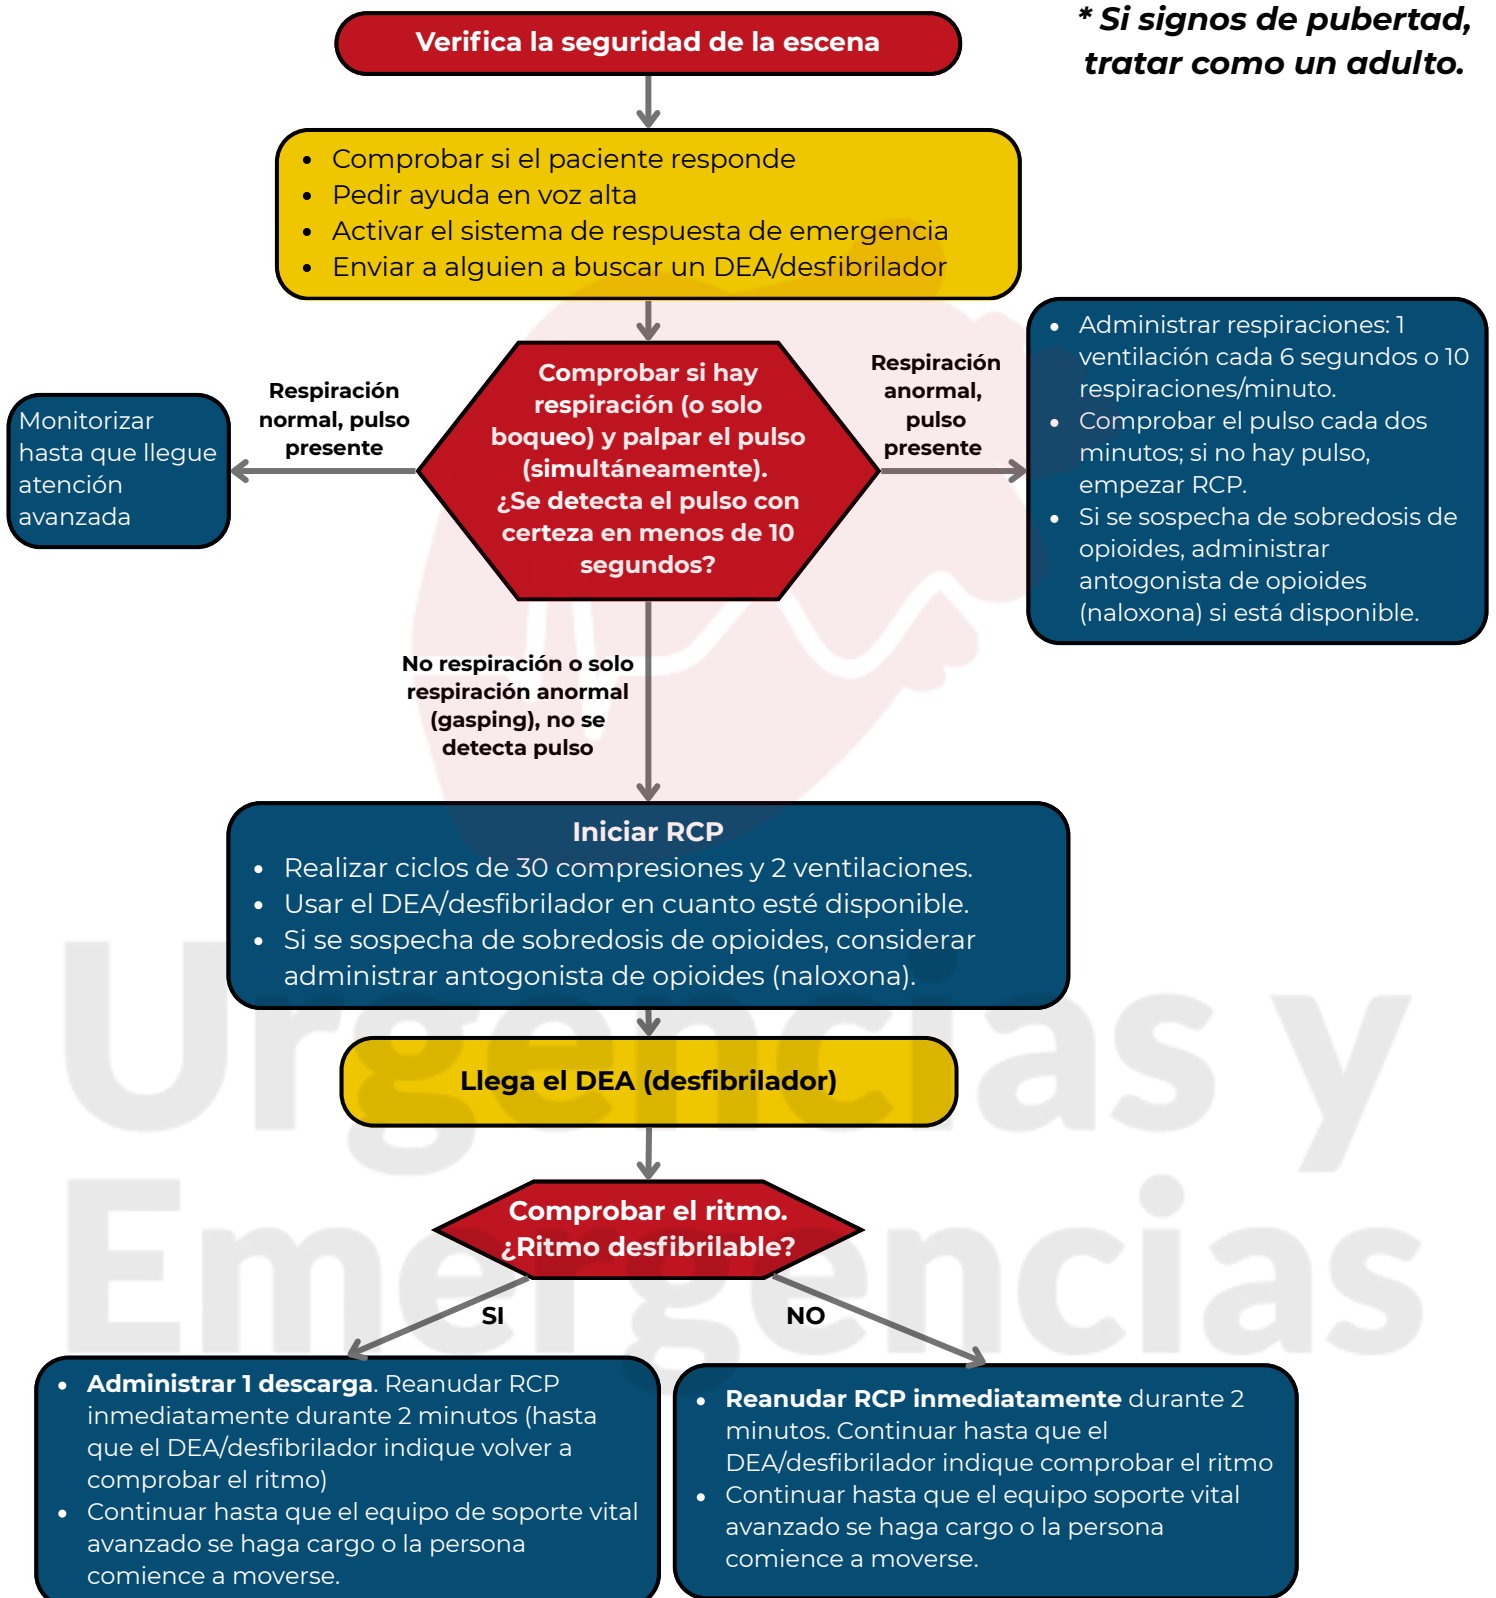 * Si signos de pubertad,
tratar como un adulto.
Verifica la seguridad de la escena
• Comprobar si el paciente responde
• Pedir ayuda en voz alta
• Activar el sistema de respuesta de emergencia
• Enviar a alguien a buscar un DEA/desfibrilador
Comprobar si hay
respiración (o solo
boqueo) y palpar el pulso
(simultáneamente).
¿Se detecta el pulso con
certeza en menos de 10
segundos?
Respiración
normal, pulso
presente
Monitorizar
hasta que llegue
atención
avanzada
Respiración
anormal,
pulso
presente
• Administrar respiraciones: 1
ventilación cada 6 segundos o 10
respiraciones/minuto.
• Comprobar el pulso cada dos
minutos; si no hay pulso,
empezar RCP.
• Si se sospecha de sobredosis de
opioides, administrar
antogonista de opioides
(naloxona) si está disponible.
No respiración o solo
respiración anormal
(gasping), no se
detecta pulso
Iniciar RCP
• Realizar ciclos de 30 compresiones y 2 ventilaciones.
• Usar el DEA/desfibrilador en cuanto esté disponible.
• Si se sospecha de sobredosis de opioides, considerar
administrar antogonista de opioides (naloxona).
Llega el DEA (desfibrilador)
Comprobar el ritmo.
¿Ritmo desfibrilable?
SI
NO
• Administrar 1 descarga. Reanudar RCP
inmediatamente durante 2 minutos (hasta
que el DEA/desfibrilador indique volver a
comprobar el ritmo)
• Continuar hasta que el equipo de soporte vital
avanzado se haga cargo o la persona
comience a moverse.
• Reanudar RCP inmediatamente durante 2
minutos. Continuar hasta que el
DEA/desfibrilador indique comprobar el ritmo
• Continuar hasta que el equipo soporte vital
avanzado se haga cargo o la persona
comience a moverse.
Urgencias y
Emergencias